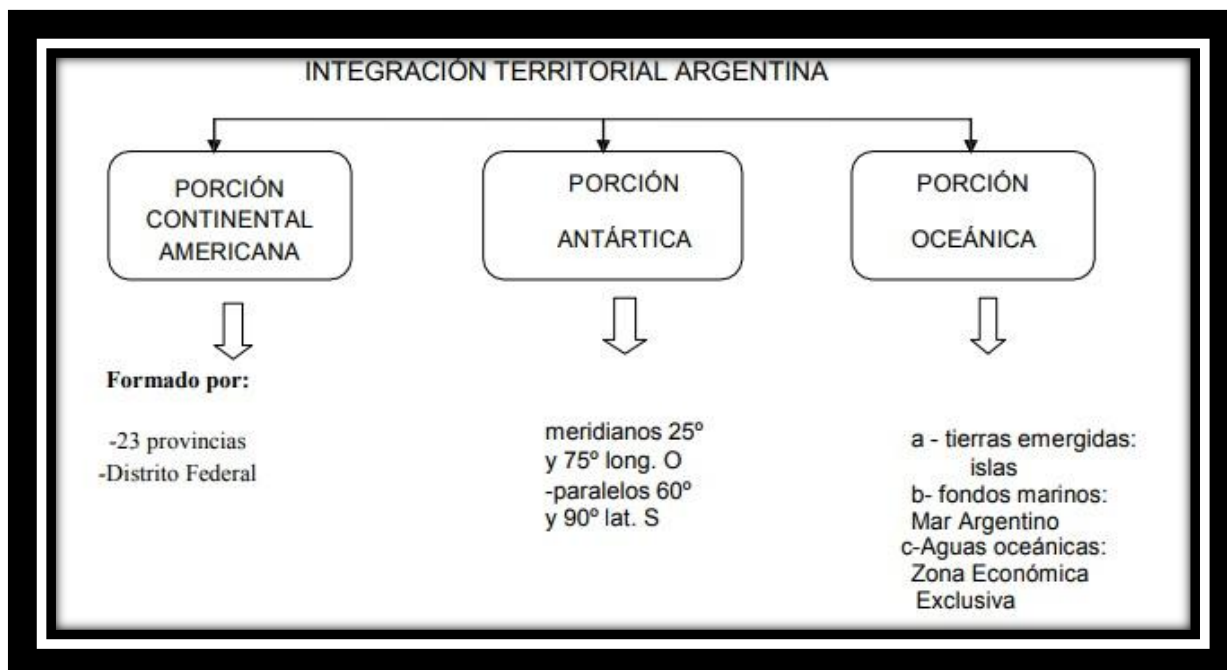 INTEGRACIÓN TERRITORIAL ARGENTINA
PORCIÓN
CONTINENTAL
AMERICANA
PORCIÓN
ANTÁRTICA
PORCIÓN
OCEÁNICA
Formado por:
-23 provincias
-Distrito Federal
meridianos 25º
y 75º long. O
-paralelos 60º
y 90º lat. S
a - tierras emergidas:
islas
b- fondos marinos:
Mar Argentino
c-Aguas oceánicas:
Zona Económica
Exclusiva